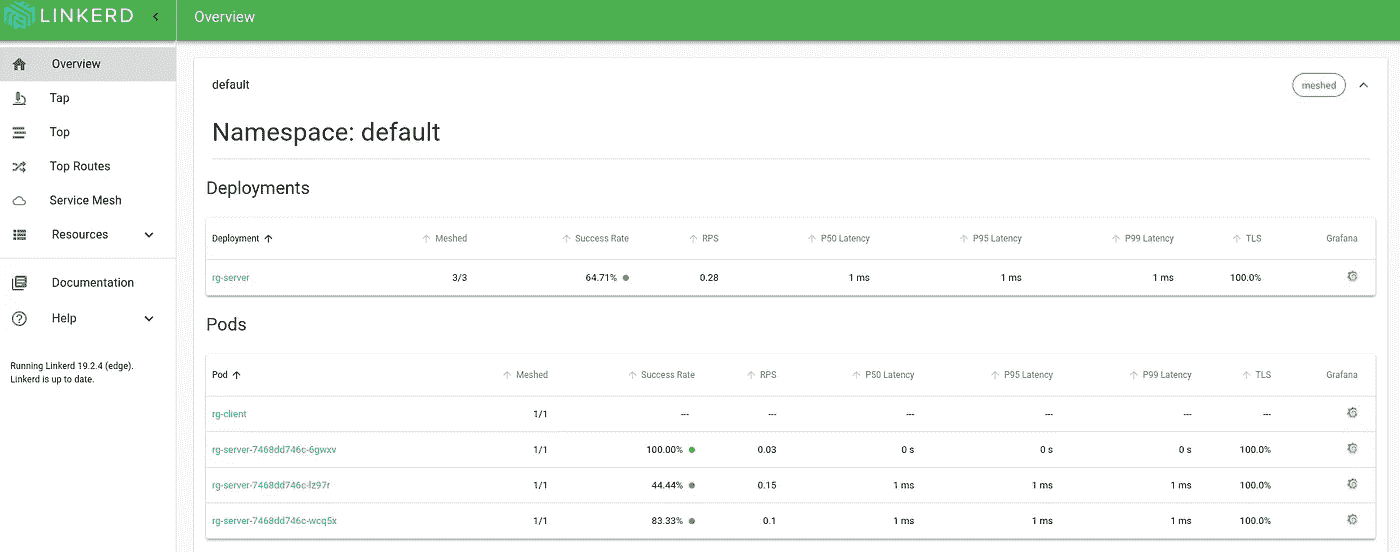 LINKERD
Overview
Overview
Tap
Top
Top Routes
Service Mesh
Resources
Documentation
Help
Running Linkerd 19.2.4 (edge).
Linkerd is up to date.
default meshed
Namespace: default
Deployments
Deployment Meshed Success Rate RPS P50 Latency P95 Latency P99 Latency TLS Grafana
rg-server 3/3 64.71% 0.28 1 ms 1 ms 1 ms 100.0%
Pods
Pod Meshed Success Rate RPS P50 Latency P95 Latency P99 Latency TLS Grafana
rg-client 1/1 --- --- --- --- --- ---
rg-server-7468dd746c-6gwxv 1/1 100.00% 0.03 0 s 0 s 0 s 100.0%
rg-server-7468dd746c-lz97r 1/1 44.44% 0.15 1 ms 1 ms 1 ms 100.0%
rg-server-7468dd746c-wcq5x 1/1 83.33% 0.1 1 ms 1 ms 1 ms 100.0%